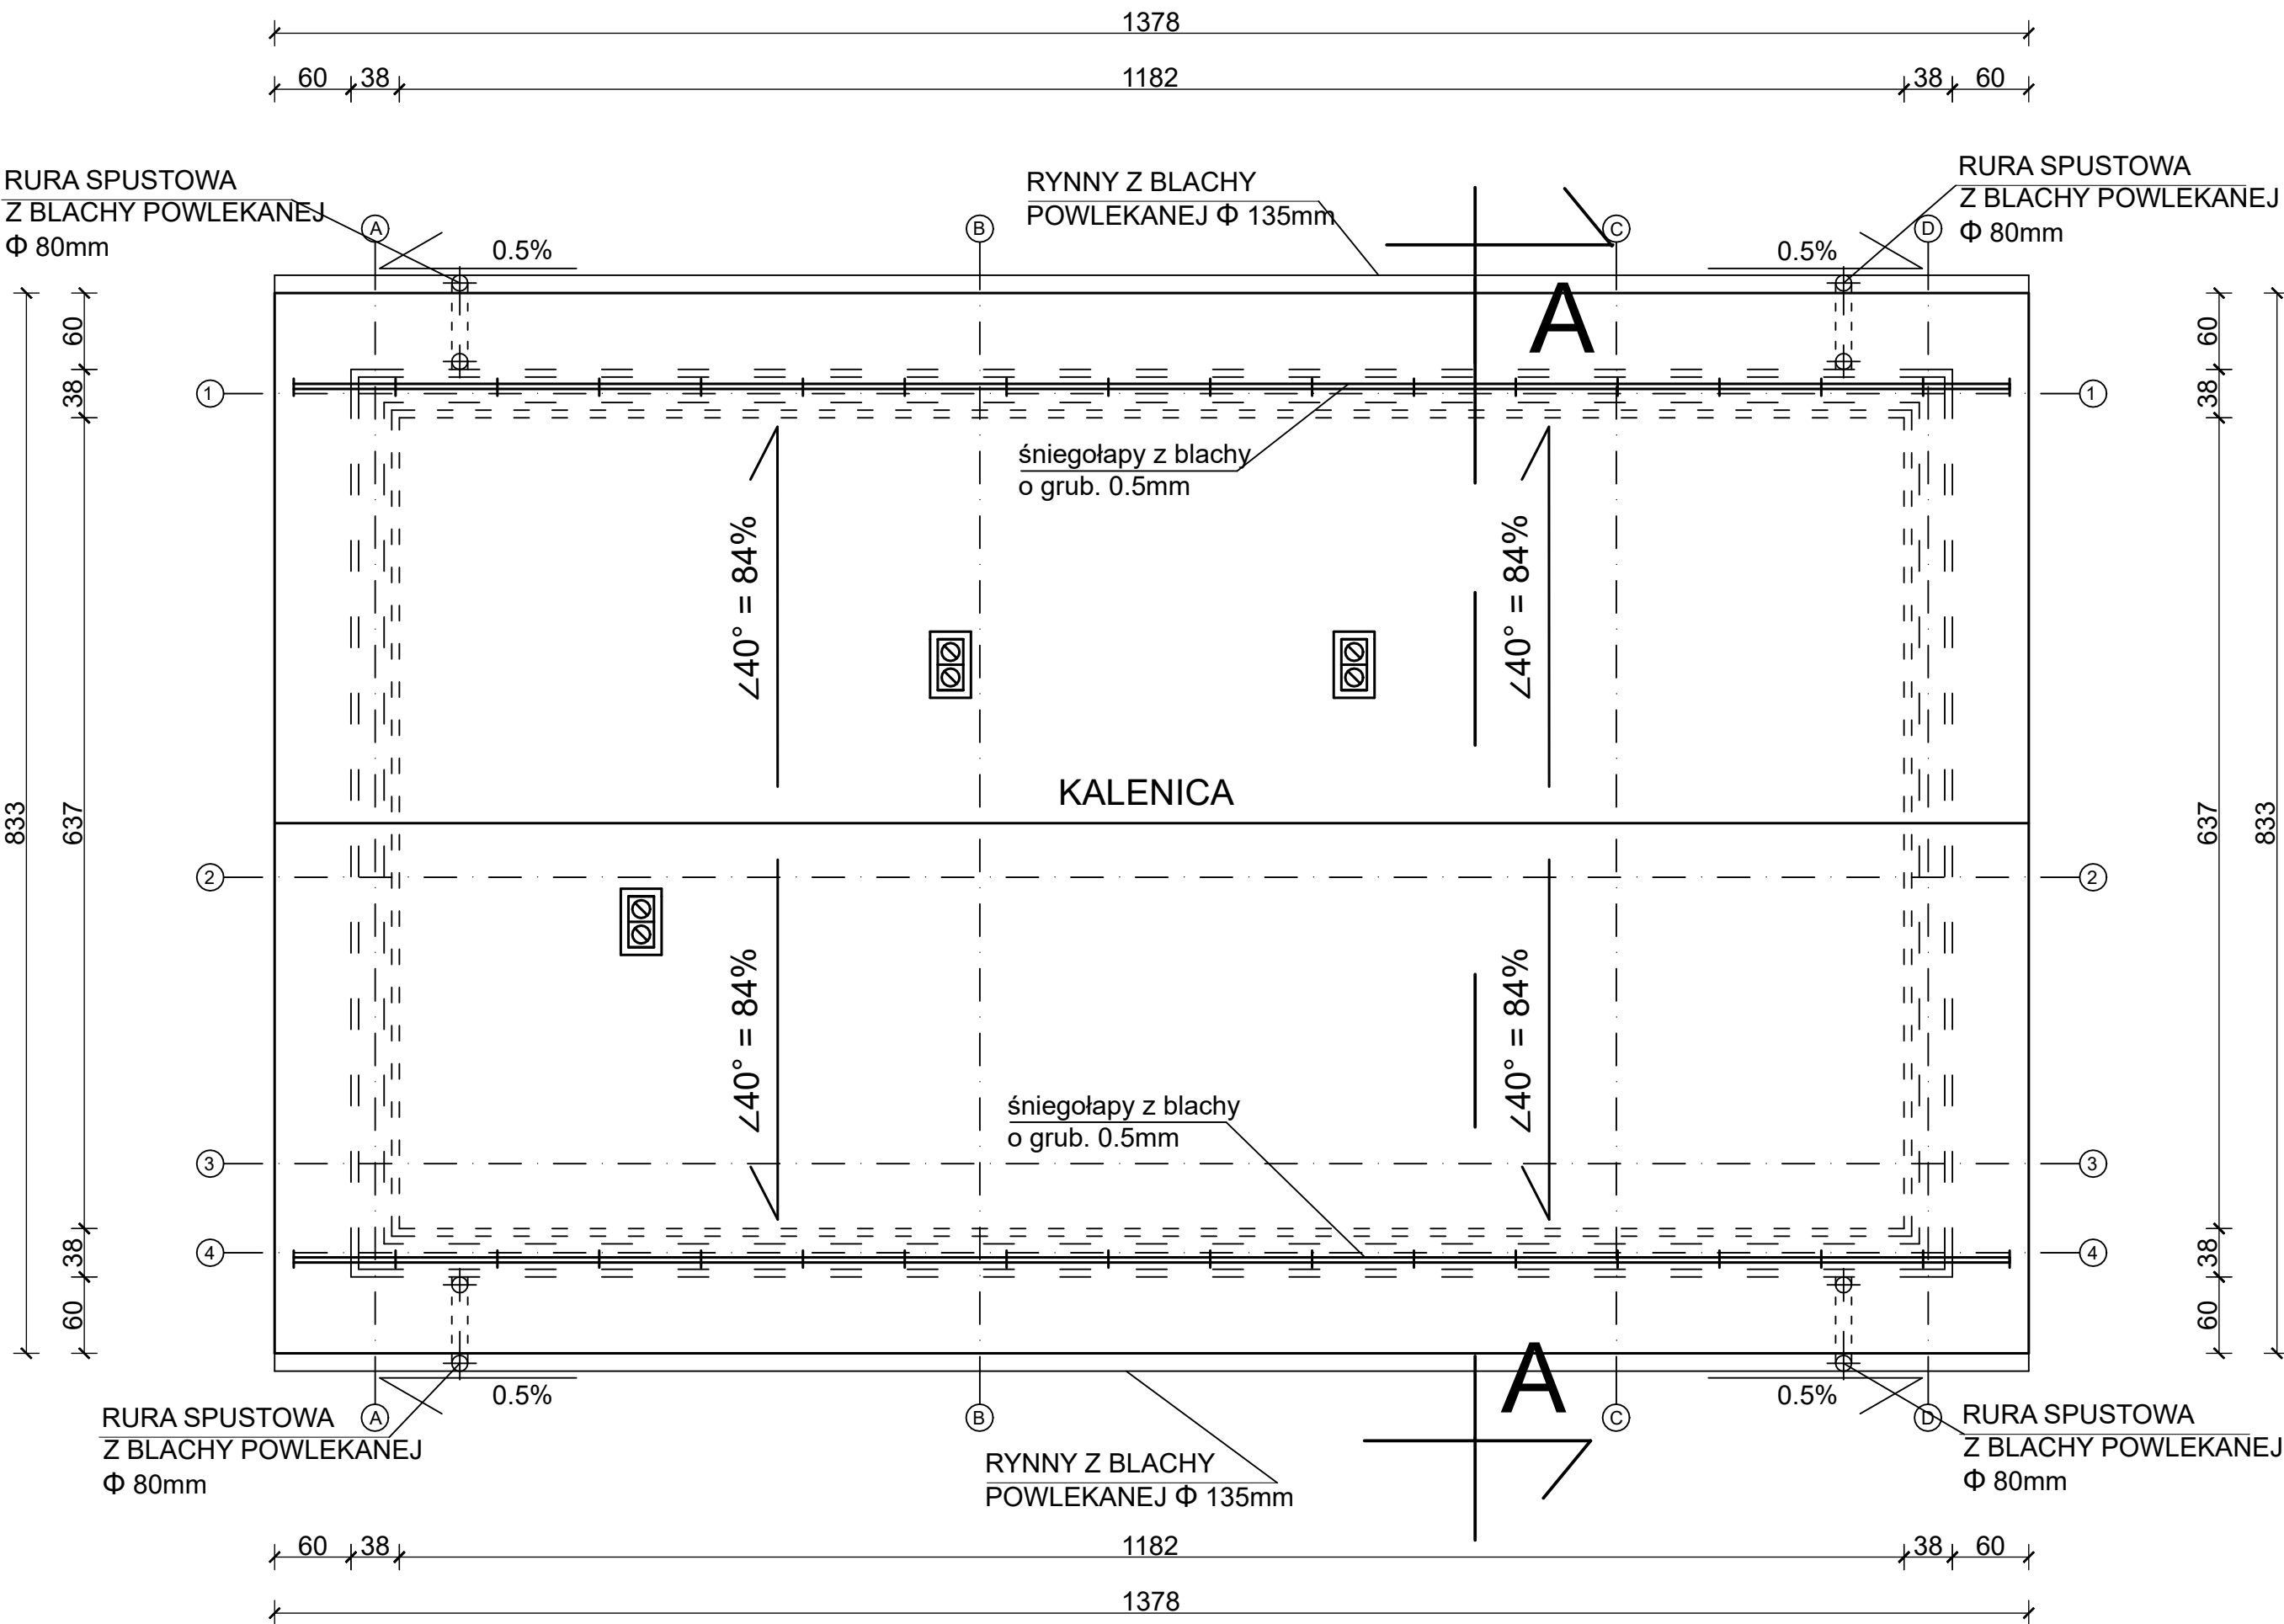 1378
60 38 1182 38 60
RURA SPUSTOWA
Z BLACHY POWLEKANEJ
Φ 80mm
RYNNY Z BLACHY
POWLEKANEJ Φ 135mm
RURA SPUSTOWA
Z BLACHY POWLEKANEJ
Φ 80mm
A B C D
0.5% 0.5%
A
60 60
38 38
1 1
śniegołapy z blachy
o grub. 0.5mm
∠40° = 84% ∠40° = 84%
KALENICA
833 637 637 833
2 2
∠40° = 84% ∠40° = 84%
śniegołapy z blachy
o grub. 0.5mm
3 3
38 4 4 38
60 60
A
0.5% 0.5%
A B C D
RURA SPUSTOWA
Z BLACHY POWLEKANEJ
Φ 80mm
RYNNY Z BLACHY
POWLEKANEJ Φ 135mm
RURA SPUSTOWA
Z BLACHY POWLEKANEJ
Φ 80mm
60 38 1182 38 60
1378